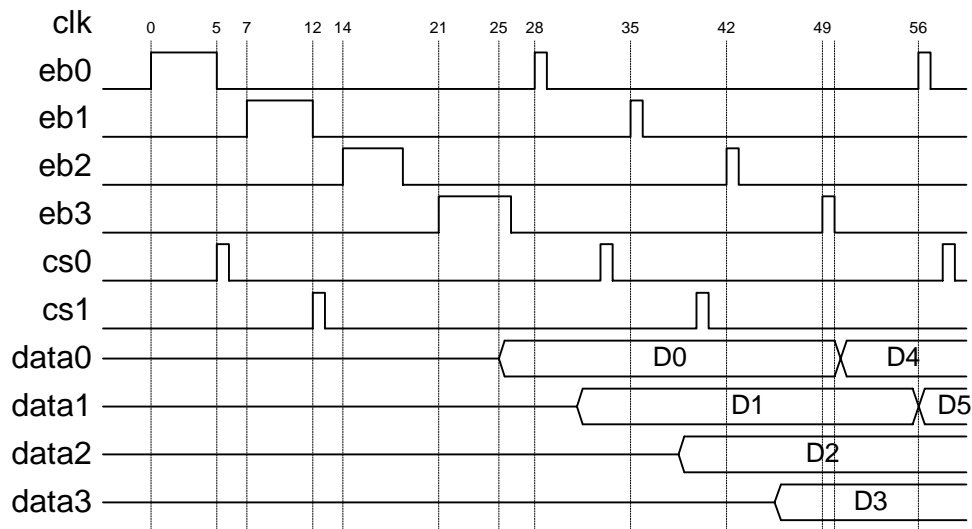 clk 0 5 7 12 14 21 25 28 35 42 49 56
eb0
eb1
eb2
eb3
cs0
cs1
data0 D0 D4
data1 D1 D5
data2 D2
data3 D3